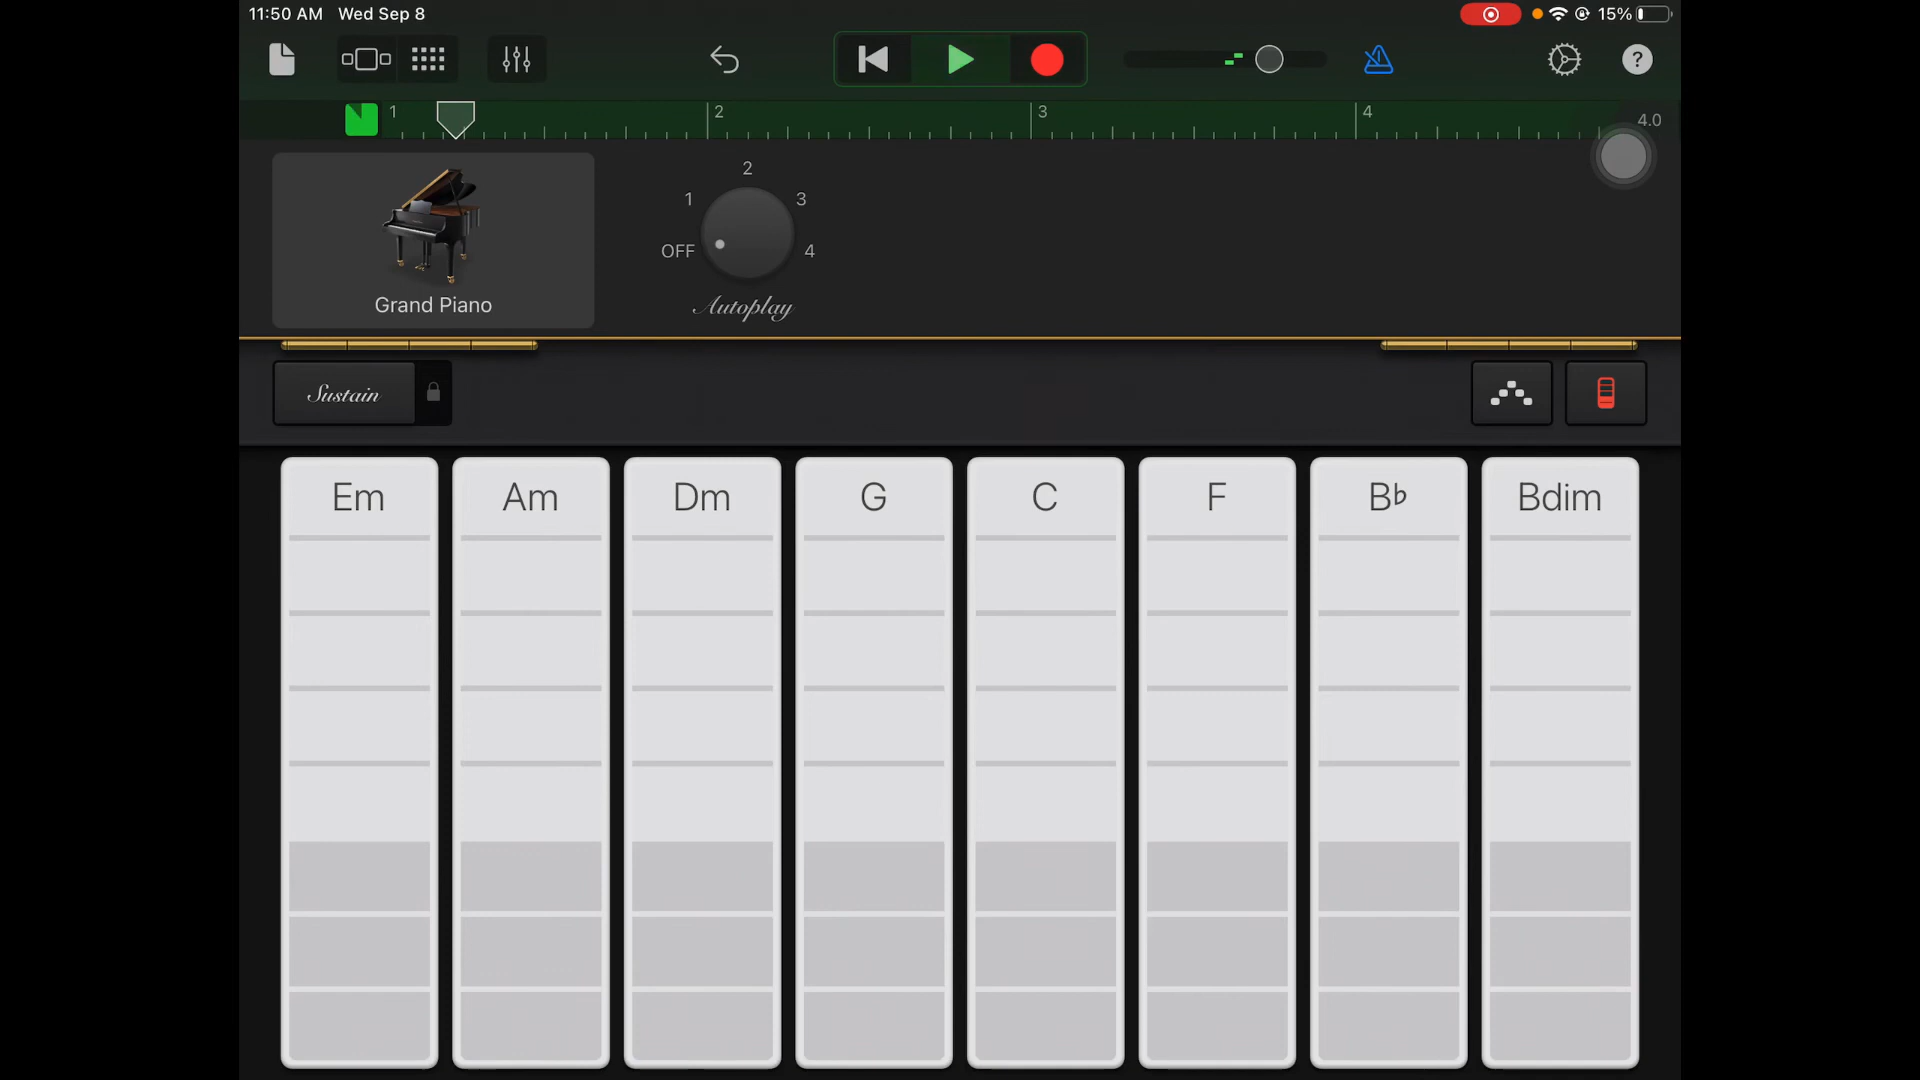 11:50 AM Wed Sep 8
15%
?
1 2 3 4 4.0
2
1 3
OFF 4
Grand Piano
Autoplay
Sustain
Em Am Dm G C F B♭ Bdim